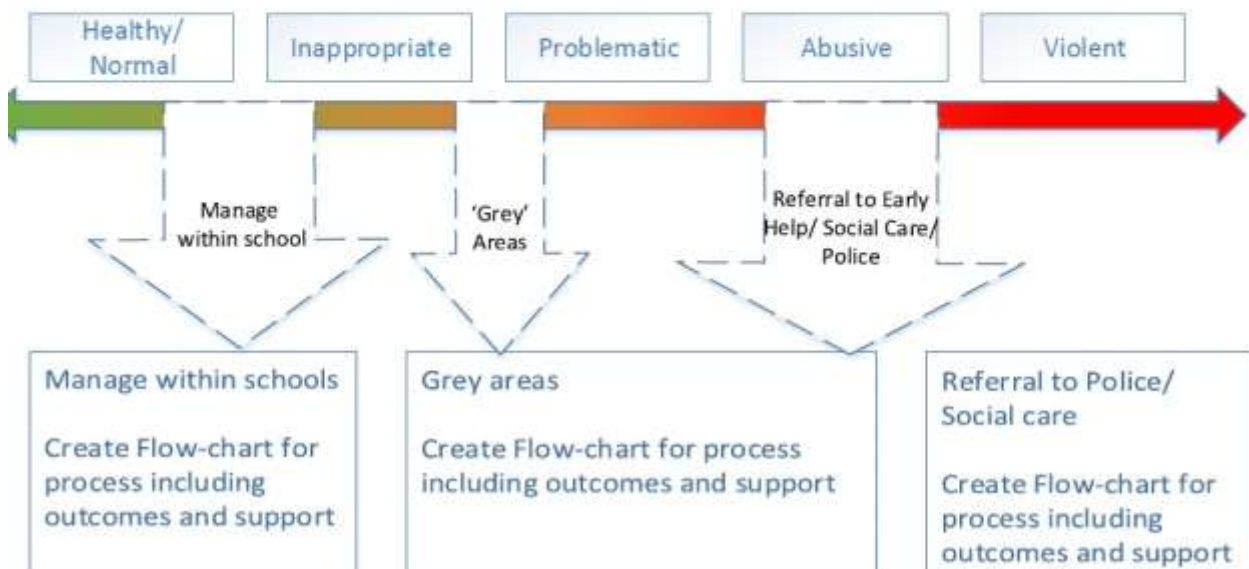 Healthy/
Normal
Inappropriate
Problematic
Abusive
Violent
Manage
within school
‘Grey’
Areas
Referral to Early
Help/ Social Care/
Police
Manage within schools
Create Flow-chart for
process including
outcomes and support
Grey areas
Create Flow-chart for process
including outcomes and support
Referral to Police/
Social care
Create Flow-chart for
process including
outcomes and support